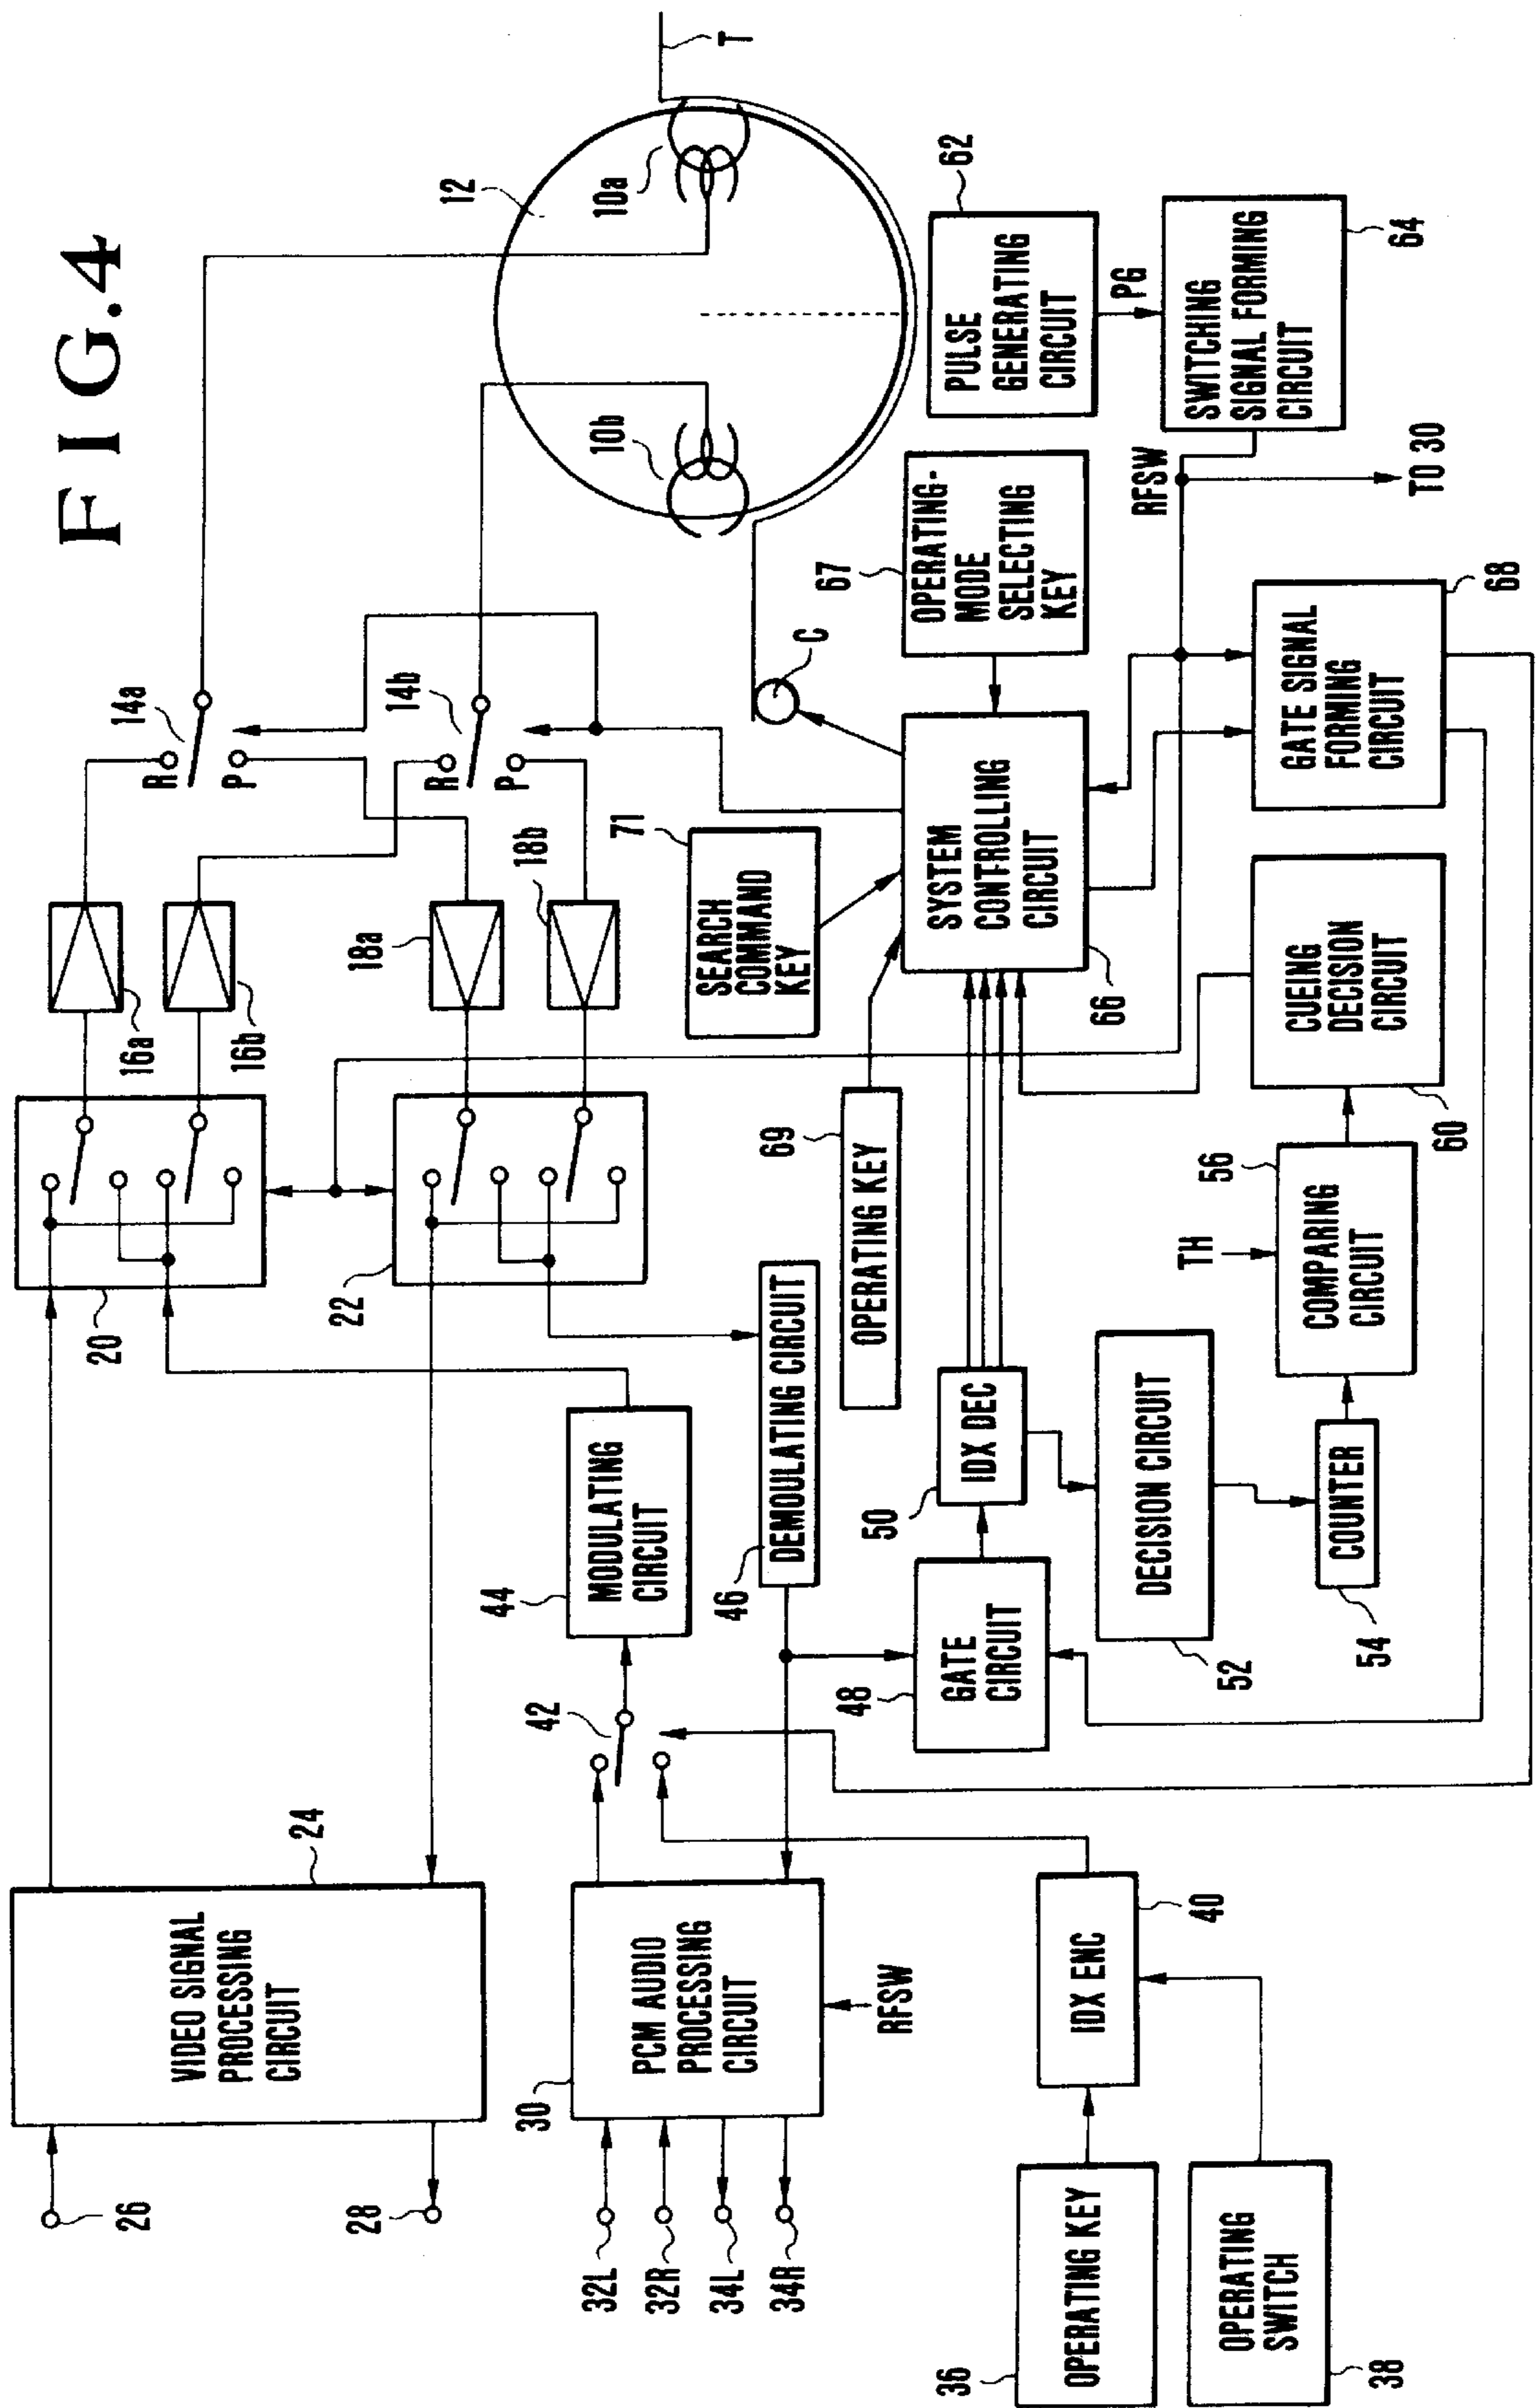 FIG.4
26
28
VIDEO SIGNAL
PROCESSING
CIRCUIT
24
20
22
16a
16b
18a
18b
14a
R
P
14b
R
P
12
10a
10b
T
C
32L
32R
34L
34R
30
PCM AUDIO
PROCESSING
CIRCUIT
RFSW
42
44
MODULATING
CIRCUIT
46
DEMOULATING CIRCUIT
71
SEARCH
COMMAND
KEY
69
OPERATING KEY
67
OPERATING-
MODE
SELECTING
KEY
62
PULSE
GENERATING
CIRCUIT
PG
SWITCHING
SIGNAL FORMING
CIRCUIT
64
RFSW
TO 30
SYSTEM
CONTROLLING
CIRCUIT
66
48
GATE
CIRCUIT
50
IDX DEC
DECISION CIRCUIT
52
COUNTER
54
TH
56
COMPARING
CIRCUIT
CUEING
DECISION
CIRCUIT
60
GATE SIGNAL
FORMING
CIRCUIT
68
36
OPERATING KEY
OPERATING
SWITCH
38
IDX ENC
40